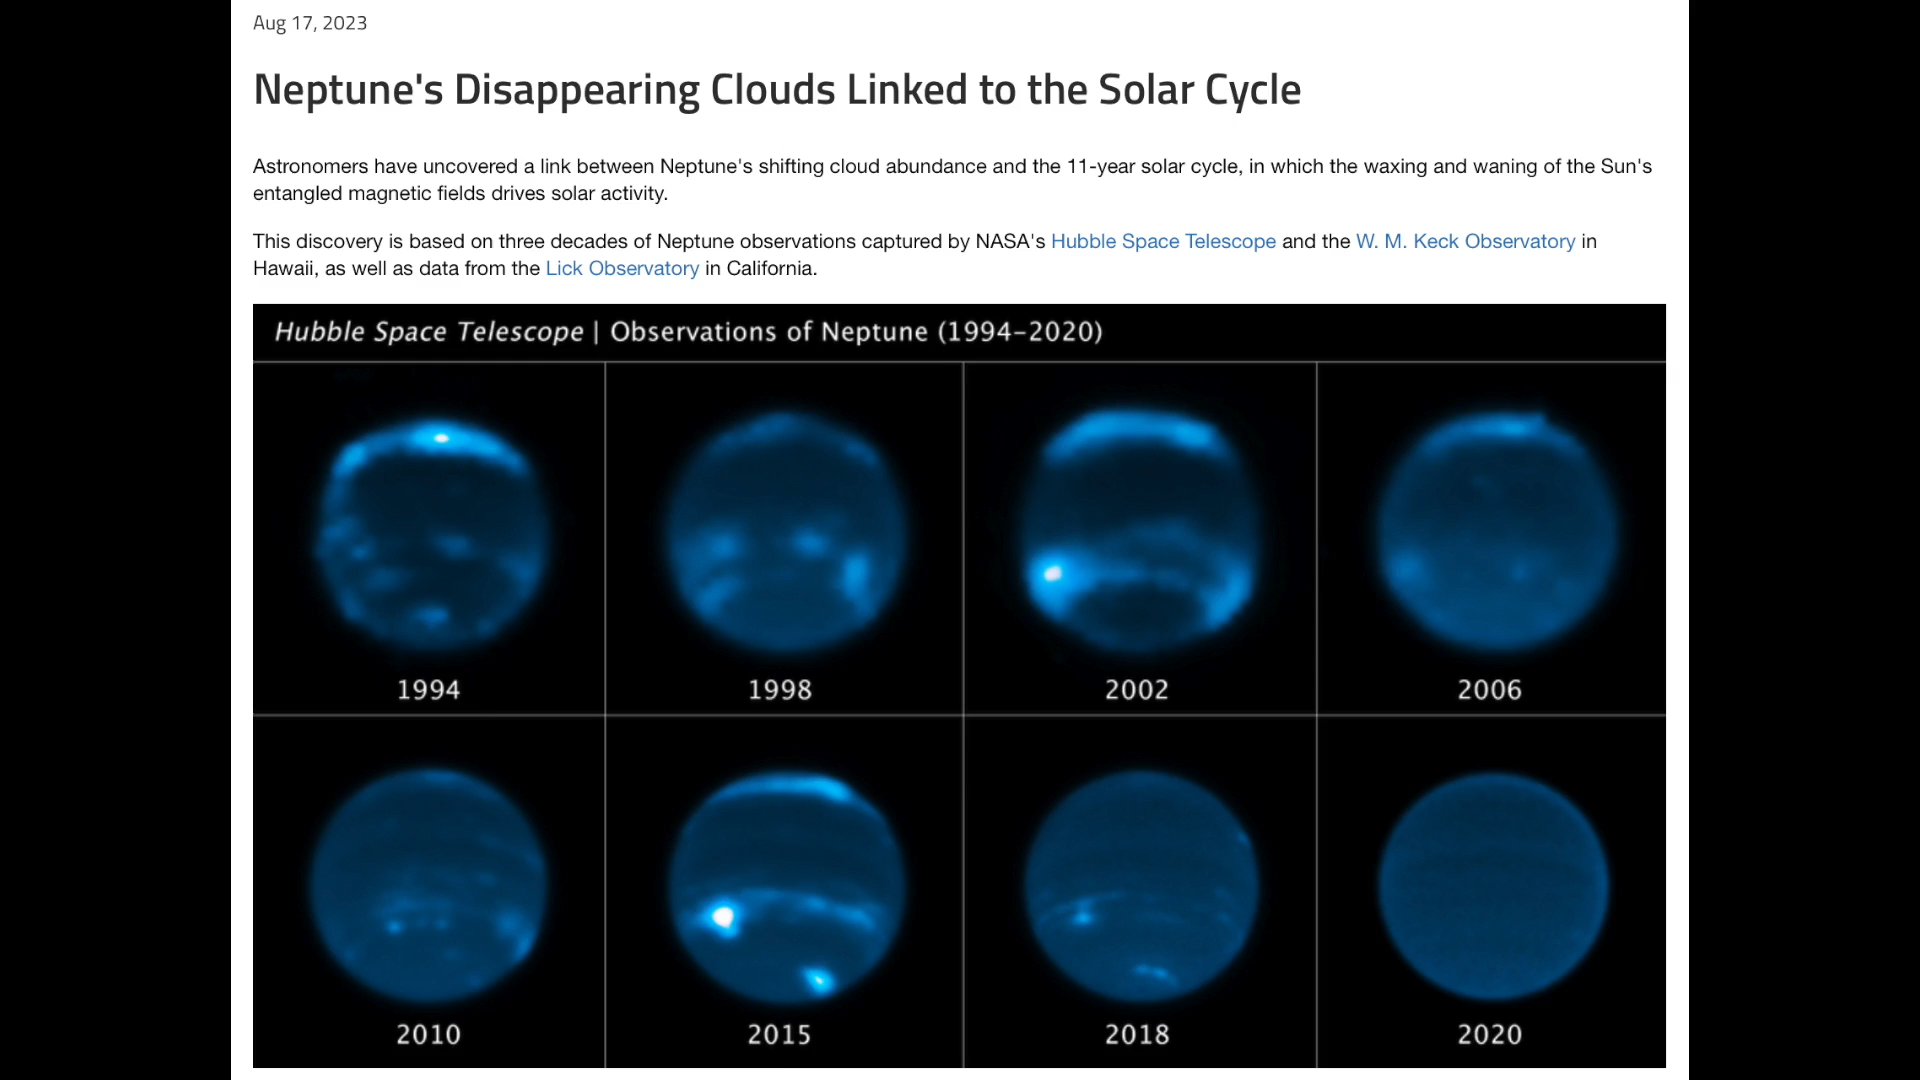 Aug 17, 2023
Neptune's Disappearing Clouds Linked to the Solar Cycle
Astronomers have uncovered a link between Neptune's shifting cloud abundance and the 11-year solar cycle, in which the waxing and waning of the Sun's
entangled magnetic fields drives solar activity.
This discovery is based on three decades of Neptune observations captured by NASA's Hubble Space Telescope and the W. M. Keck Observatory in
Hawaii, as well as data from the Lick Observatory in California.
Hubble Space Telescope | Observations of Neptune (1994–2020)
1994 1998 2002 2006
2010 2015 2018 2020